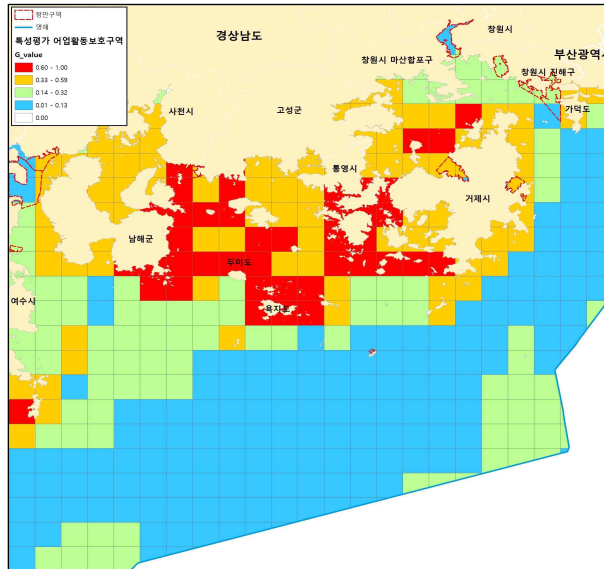 항만구역
영해
특성평가 어업활동보호구역
G_value
0.60 - 1.00
0.33 - 0.59
0.14 - 0.32
0.01 - 0.13
0.00
경상남도
창원시
부산광역시
창원시 마산합포구
창원시 진해구
가덕도
사천시
고성군
통영시
거제시
남해군
두미도
여수시
욕지도